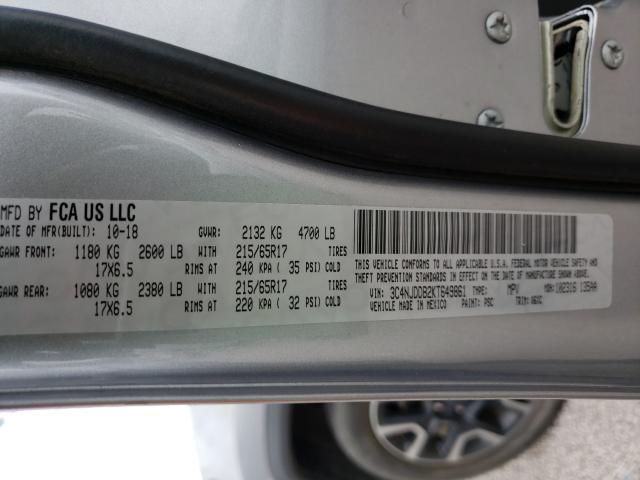 MFD BY FCA US LLC
DATE OF MFR(BUILT): 10-18 GVWR: 2132 KG 4700 LB
GAWR FRONT: 1180 KG 2600 LB WITH 215/65R17 TIRES
17X6.5 RIMS AT 240 KPA ( 35 PSI) COLD
GAWR REAR: 1080 KG 2380 LB WITH 215/65R17 TIRES
17X6.5 RIMS AT 220 KPA ( 32 PSI) COLD
THIS VEHICLE CONFORMS TO ALL APPLICABLE U.S.A. FEDERAL MOTOR VEHICLE SAFETY AND
THEFT PREVENTION STANDARDS IN EFFECT ON THE DATE OF MANUFACTURE SHOWN ABOVE.
VIN: 3C4NJDDB2KT649861 TYPE: MPV MDH: 102316 135AA
VEHICLE MADE IN MEXICO PAINT: PSC TRIM: